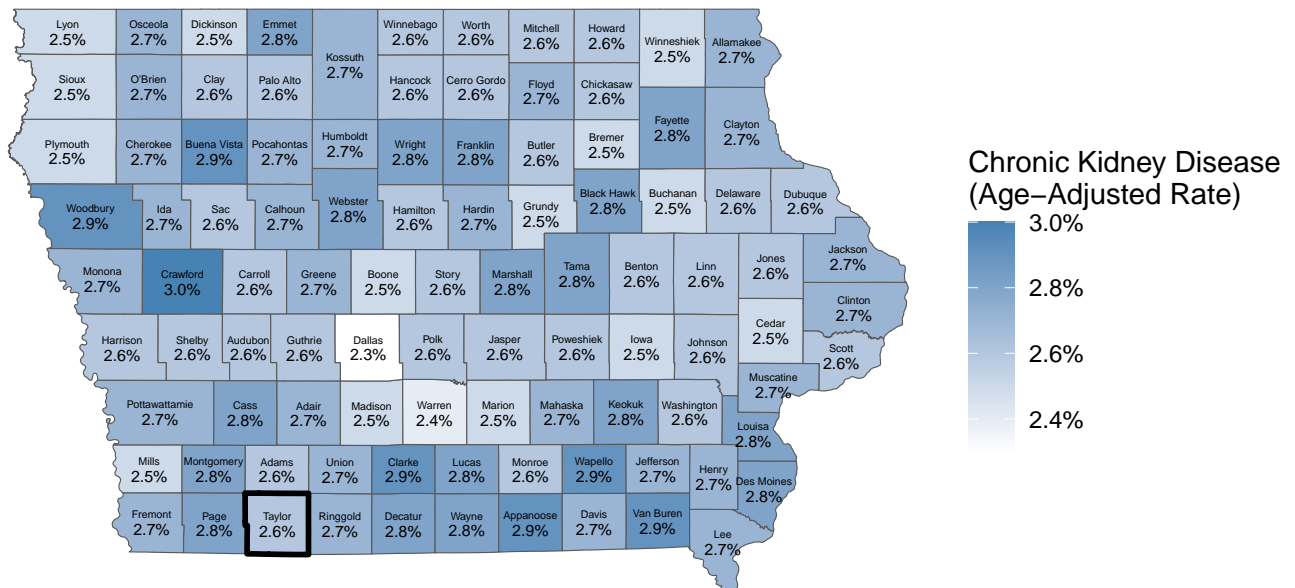 Lyon
2.5%
Osceola
2.7%
Dickinson
2.5%
Emmet
2.8%
Kossuth
2.7%
Winnebago
2.6%
Worth
2.6%
Mitchell
2.6%
Howard
2.6%
Winneshiek
2.5%
Allamakee
2.7%
Sioux
2.5%
O'Brien
2.7%
Clay
2.6%
Palo Alto
2.6%
Hancock
2.6%
Cerro Gordo
2.6%
Floyd
2.7%
Chickasaw
2.6%
Fayette
2.8%
Clayton
2.7%
Plymouth
2.5%
Cherokee
2.7%
Buena Vista
2.9%
Pocahontas
2.7%
Humboldt
2.7%
Wright
2.8%
Franklin
2.8%
Butler
2.6%
Bremer
2.5%
Woodbury
2.9%
Ida
2.7%
Sac
2.6%
Calhoun
2.7%
Webster
2.8%
Hamilton
2.6%
Hardin
2.7%
Grundy
2.5%
Black Hawk
2.8%
Buchanan
2.5%
Delaware
2.6%
Dubuque
2.6%
Monona
2.7%
Crawford
3.0%
Carroll
2.6%
Greene
2.7%
Boone
2.5%
Story
2.6%
Marshall
2.8%
Tama
2.8%
Benton
2.6%
Linn
2.6%
Jones
2.6%
Jackson
2.7%
Clinton
2.7%
Harrison
2.6%
Shelby
2.6%
Audubon
2.6%
Guthrie
2.6%
Dallas
2.3%
Polk
2.6%
Jasper
2.6%
Poweshiek
2.6%
Iowa
2.5%
Johnson
2.6%
Cedar
2.5%
Scott
2.6%
Muscatine
2.7%
Pottawattamie
2.7%
Cass
2.8%
Adair
2.7%
Madison
2.5%
Warren
2.4%
Marion
2.5%
Mahaska
2.7%
Keokuk
2.8%
Washington
2.6%
Louisa
2.8%
Mills
2.5%
Montgomery
2.8%
Adams
2.6%
Union
2.7%
Clarke
2.9%
Lucas
2.8%
Monroe
2.6%
Wapello
2.9%
Jefferson
2.7%
Henry
2.7%
Des Moines
2.8%
Fremont
2.7%
Page
2.8%
Taylor
2.6%
Ringgold
2.7%
Decatur
2.8%
Wayne
2.8%
Appanoose
2.9%
Davis
2.7%
Van Buren
2.9%
Lee
2.7%
Chronic Kidney Disease
(Age−Adjusted Rate)
3.0%
2.8%
2.6%
2.4%